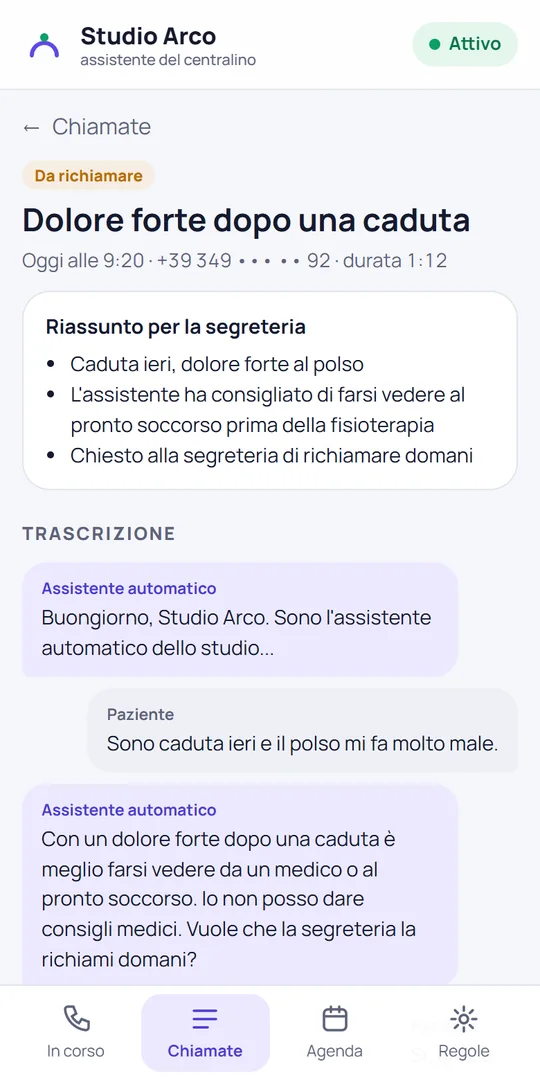 Studio Arco
assistente del centralino
Attivo
← Chiamate
Da richiamare
Dolore forte dopo una caduta
Oggi alle 9:20 · +39 349 ••• •• 92 · durata 1:12
Riassunto per la segreteria
• Caduta ieri, dolore forte al polso
• L'assistente ha consigliato di farsi vedere al
pronto soccorso prima della fisioterapia
• Chiesto alla segreteria di richiamare domani
TRASCRIZIONE
Assistente automatico
Buongiorno, Studio Arco. Sono l'assistente
automatico dello studio...
Paziente
Sono caduta ieri e il polso mi fa molto male.
Assistente automatico
Con un dolore forte dopo una caduta è
meglio farsi vedere da un medico o al
pronto soccorso. Io non posso dare
consigli medici. Vuole che la segreteria la
richiami domani?
In corso
Chiamate
Agenda
Regole